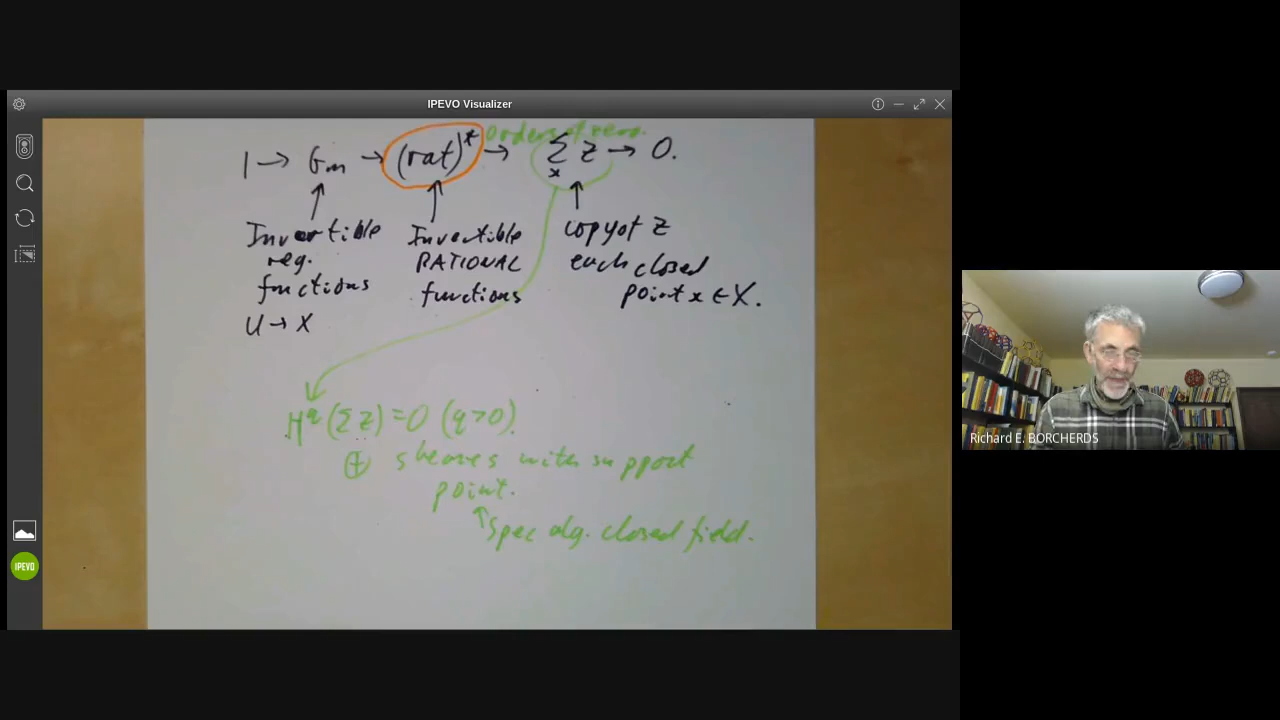 IPEVO Visualizer
orders of zeros.
1 → Gm → (rat)* → Σ Z → 0.
x
Invertible
reg.
functions
U → X
Invertible
RATIONAL
functions
copy of Z
each closed
point x ∈ X.
H^q(ΣZ) = 0 (q>0).
⊕ sheaves with support
point.
Spec alg. closed field.
IPEVO
Richard E. BORCHERDS